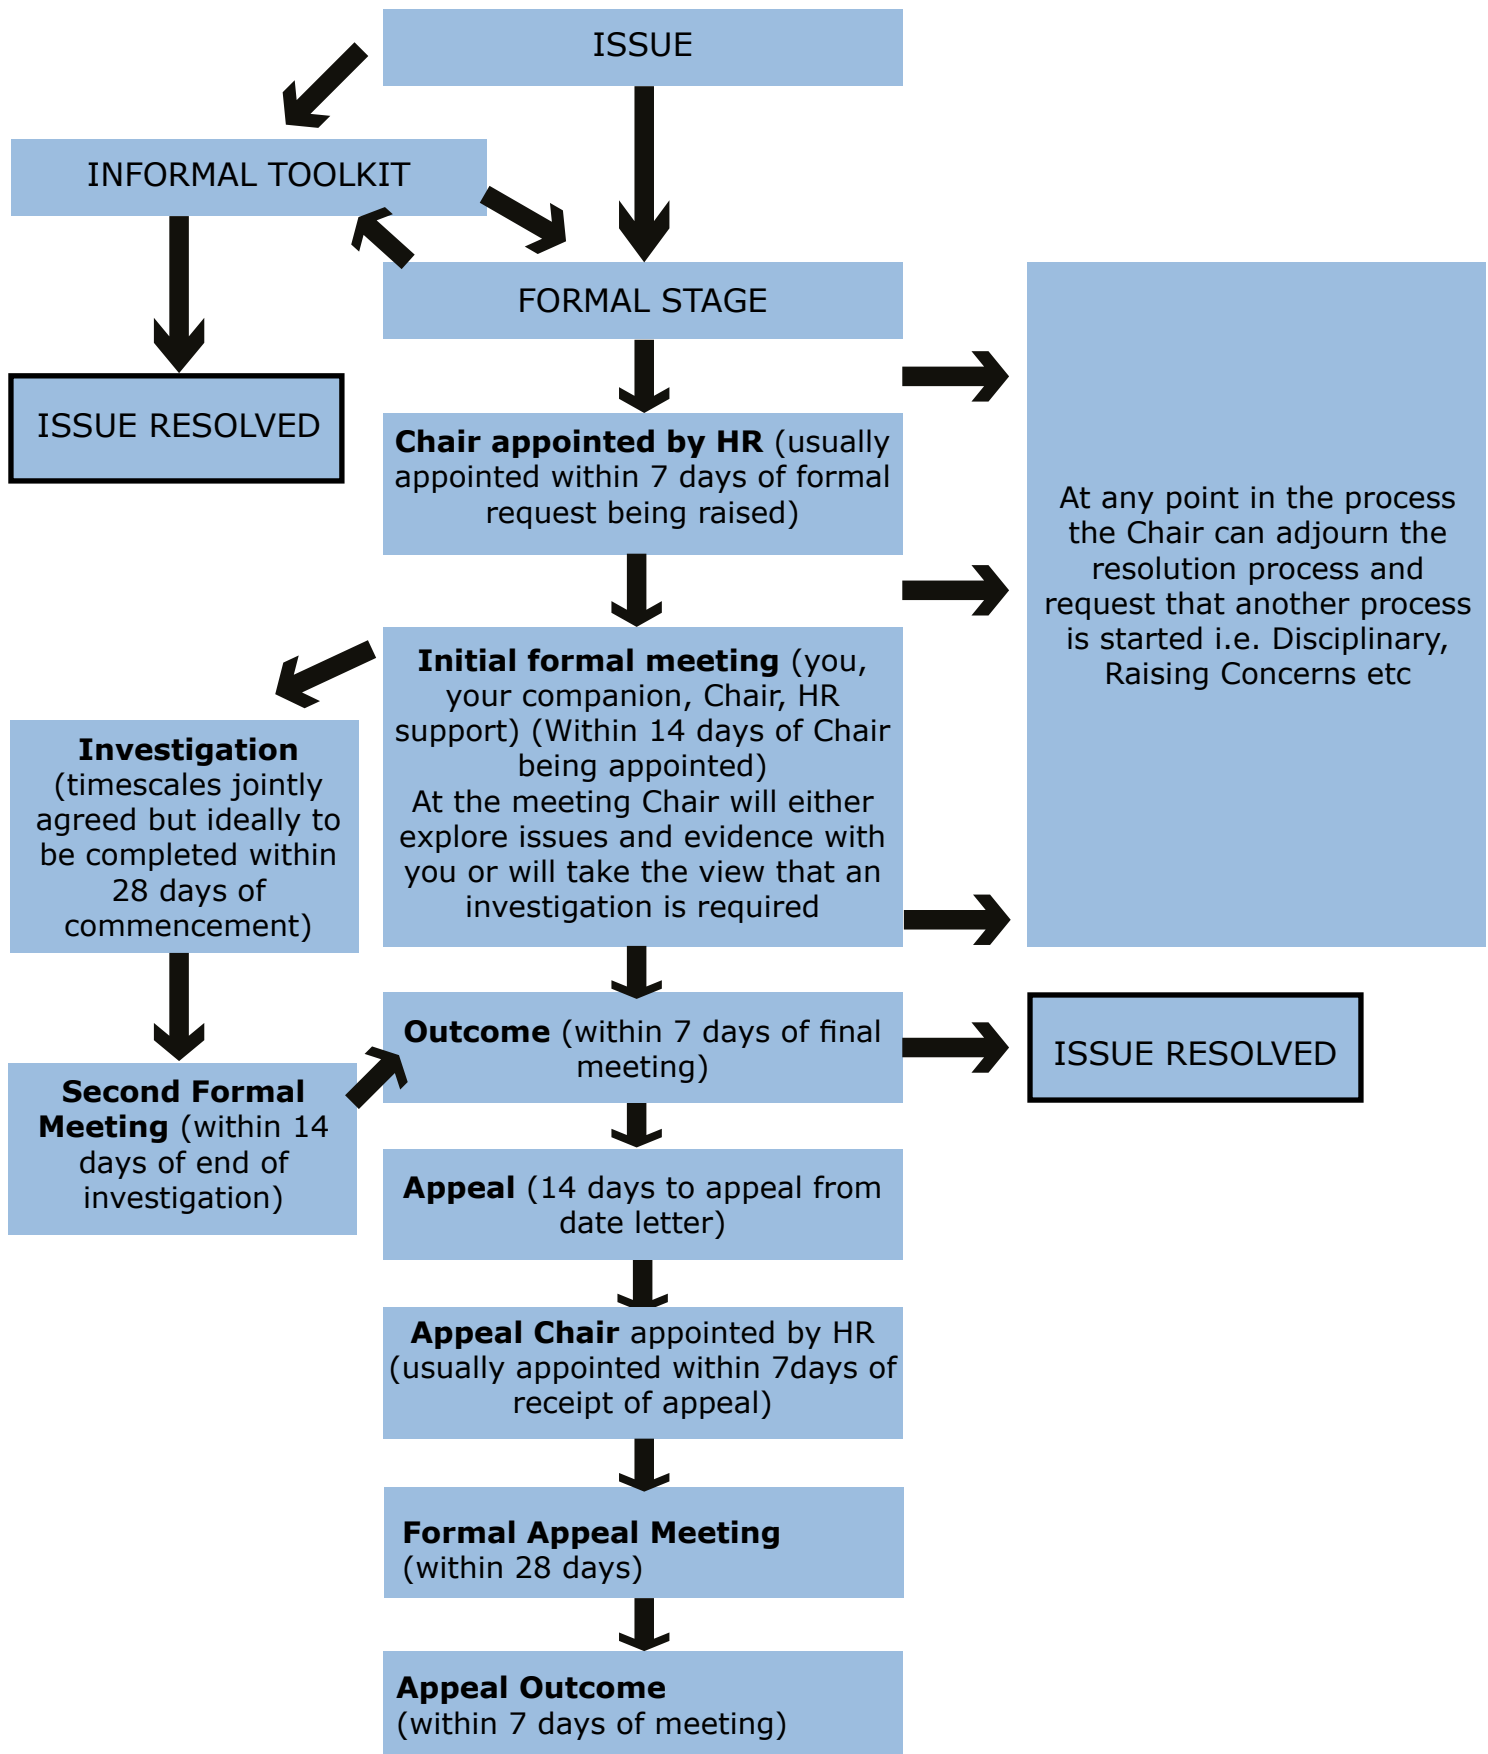 ISSUE
INFORMAL TOOLKIT
FORMAL STAGE
ISSUE RESOLVED
Chair appointed by HR (usually
appointed within 7 days of formal
request being raised)
At any point in the process
the Chair can adjourn the
resolution process and
request that another process
is started i.e. Disciplinary,
Raising Concerns etc
Initial formal meeting (you,
your companion, Chair, HR
support) (Within 14 days of Chair
being appointed)
At the meeting Chair will either
explore issues and evidence with
you or will take the view that an
investigation is required
Investigation
(timescales jointly
agreed but ideally to
be completed within
28 days of
commencement)
Outcome (within 7 days of final
meeting)
ISSUE RESOLVED
Second Formal
Meeting (within 14
days of end of
investigation)
Appeal (14 days to appeal from
date letter)
Appeal Chair appointed by HR
(usually appointed within 7days of
receipt of appeal)
Formal Appeal Meeting
(within 28 days)
Appeal Outcome
(within 7 days of meeting)